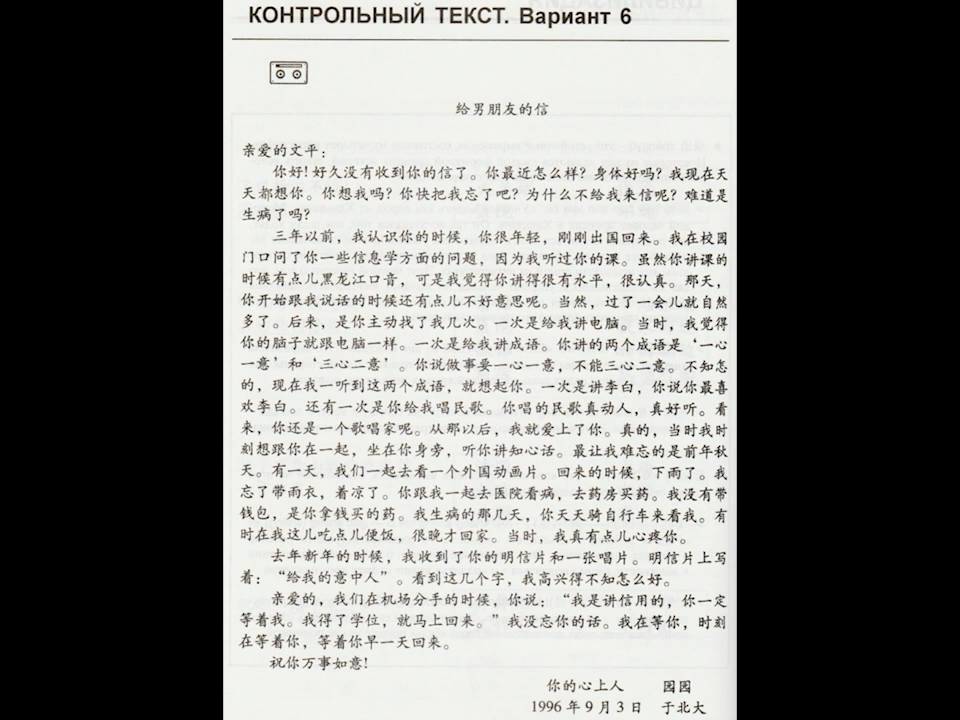 КОНТРОЛЬНЫЙ ТЕКСТ. Вариант 6
给男朋友的信
亲爱的文平：
你好！好久没有收到你的信了。你最近怎么样？身体好吗？我现在天
天都想你。你想我吗？你快把我忘了吧？为什么不给我来信呢？难道是
生病了吗？
三年以前，我认识你的时候，你很年轻，刚刚出国回来。我在校园
门口问了你一些信息学方面的问题，因为我听过你的课。虽然你讲课的
时候有点儿黑龙江口音，可是我觉得你讲得很有水平，很认真。那天，
你开始跟我说话的时候还有点儿不好意思呢。当然，过了一会儿就自然
多了。后来，是你主动找了我几次。一次是给我讲电脑。当时，我觉得
你的脑子就跟电脑一样。一次是给我讲成语。你讲的两个成语是‘一心
一意’和‘三心二意’。你说做事要一心一意，不能三心二意。不知怎
的，现在我一听到这两个成语，就想起你。一次是讲李白，你说你最喜
欢李白。还有一次是你给我唱民歌。你唱的民歌真动人，真好听。看
来，你还是一个歌唱家呢。从那以后，我就爱上了你。真的，当时我时
刻想跟你在一起，坐在你身旁，听你讲知心话。最让我难忘的是前年秋
天。有一天，我们一起去看一个外国动画片。回来的时候，下雨了。我
忘了带雨衣，着凉了。你跟我一起去医院看病，去药房买药。我没有带
钱包，是你拿钱买的药。我生病的那几天，你天天骑自行车来看我。有
时在我这儿吃点儿便饭，很晚才回家。当时，我真有点儿心疼你。
去年新年的时候，我收到了你的明信片和一张唱片。明信片上写
着：“给我的意中人”。看到这几个字，我高兴得不知怎么好。
亲爱的，我们在机场分手的时候，你说：“我是讲信用的，你一定
等着我。我得了学位，就马上回来。”我没忘你的话。我在等你，时刻
在等着你，等着你早一天回来。
祝你万事如意！
你的心上人 园园
1996年9月3日 于北大